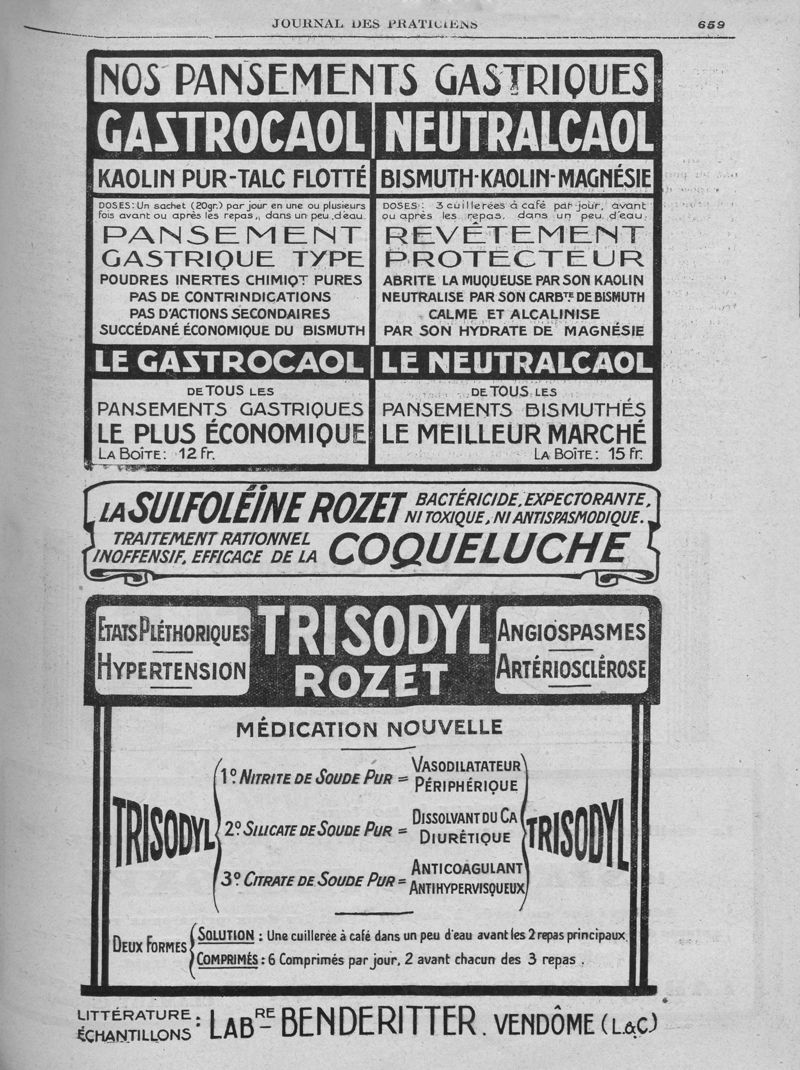 JOURNAL DES PRATICIENS 659
NOS PANSEMENTS GASTRIQUES
GASTROCAOL
KAOLIN PUR-TALC FLOTTÉ
DOSES: Un sachet (20gr.) par jour en une ou plusieurs
fois avant ou après les repas, dans un peu d'eau.
PANSEMENT
GASTRIQUE TYPE
POUDRES INERTES CHIMIQT PURES
PAS DE CONTRINDICATIONS
PAS D'ACTIONS SECONDAIRES
SUCCÉDANÉ ÉCONOMIQUE DU BISMUTH
LE GASTROCAOL
DE TOUS LES
PANSEMENTS GASTRIQUES
LE PLUS ÉCONOMIQUE
LA BOÎTE: 12 Fr.
NEUTRALCAOL
BISMUTH-KAOLIN-MAGNÉSIE
DOSES: 3 cuillerées à café par jour, avant
ou après les repas, dans un peu d'eau.
REVÊTEMENT
PROTECTEUR
ABRITE LA MUQUEUSE PAR SON KAOLIN
NEUTRALISE PAR SON CARBTE DE BISMUTH
CALME ET ALCALINISE
PAR SON HYDRATE DE MAGNÉSIE
LE NEUTRALCAOL
DE TOUS LES
PANSEMENTS BISMUTHÉS
LE MEILLEUR MARCHÉ
LA BOÎTE: 15 fr.
LA SULFOLÉÏNE ROZET BACTÉRICIDE, EXPECTORANTE,
NI TOXIQUE, NI ANTISPASMODIQUE.
TRAITEMENT RATIONNEL
INOFFENSIF, EFFICACE DE LA COQUELUCHE
ETATS PLÉTHORIQUES
HYPERTENSION
TRISODYL
ROZET
ANGIOSPASMES
ARTÉRIOSCLÉROSE
MÉDICATION NOUVELLE
TRISODYL
1º. NITRITE DE SOUDE PUR = VASODILATATEUR
PÉRIPHÉRIQUE
2º. SILICATE DE SOUDE PUR = DISSOLVANT DU CA
DIURÉTIQUE
3º. CITRATE DE SOUDE PUR = ANTICOAGULANT
ANTIHYPERVISQUEUX
TRISODYL
DEUX FORMES
SOLUTION : Une cuillerée à café dans un peu d'eau avant les 2 repas principaux.
COMPRIMÉS : 6 Comprimés par jour, 2 avant chacun des 3 repas.
LITTÉRATURE :
ÉCHANTILLONS :
LABRE BENDERITTER. VENDÔME (L.&C.)